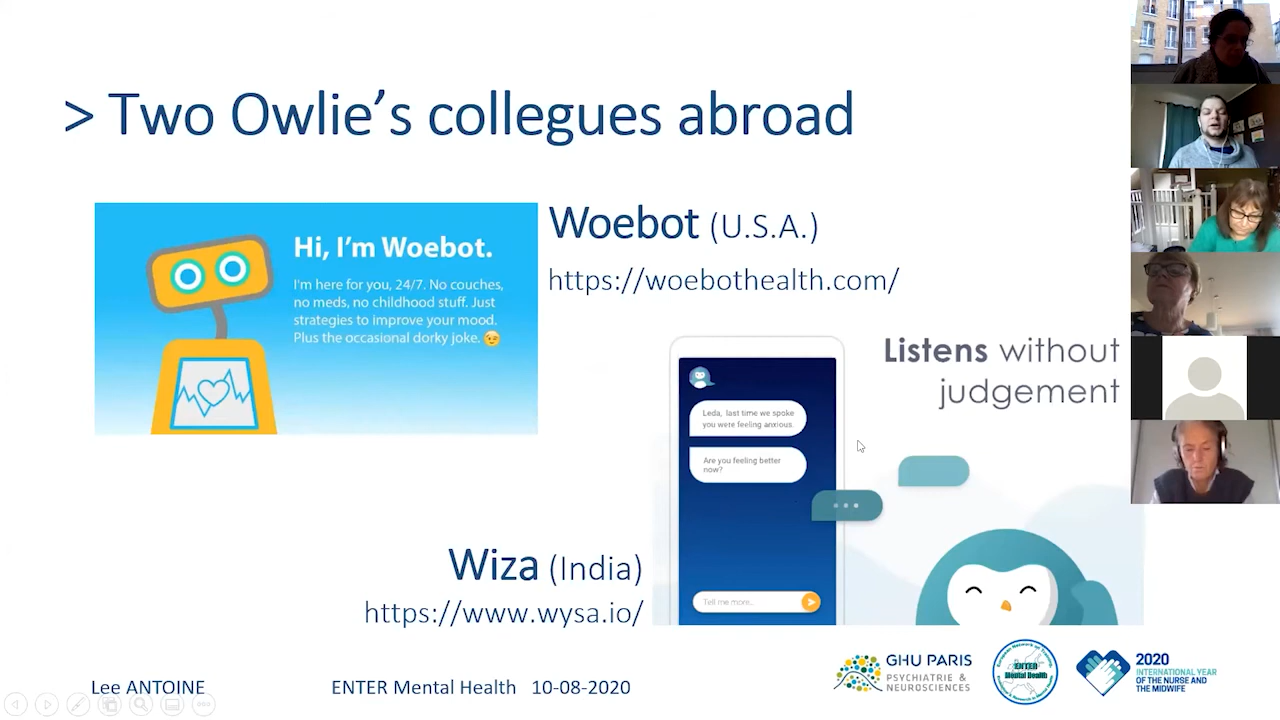 > Two Owlie’s collegues abroad
Hi, I’m Woebot.
I'm here for you, 24/7. No couches,
no meds, no childhood stuff. Just
strategies to improve your mood.
Plus the occasional dorky joke. 😉
Woebot (U.S.A.)
https://woebothealth.com/
Listens without
judgement
Leda, last time we spoke
you were feeling anxious.
Are you feeling better
now?
Tell me more..
Wiza (India)
https://www.wysa.io/
Lee ANTOINE
ENTER Mental Health 10-08-2020
GHU PARIS
PSYCHIATRIE &
NEUROSCIENCES
ENTER
Mental Health
2020
INTERNATIONAL YEAR
OF THE NURSE AND
THE MIDWIFE